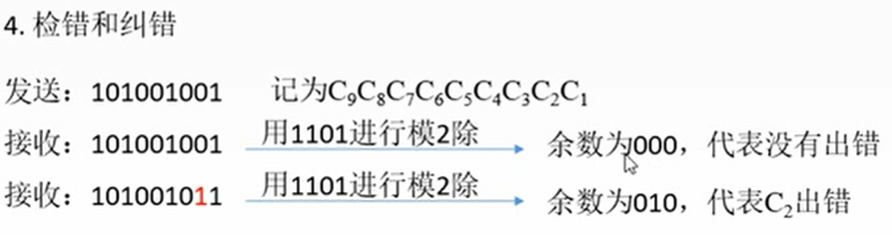 4. 检错和纠错
发送：101001001 记为C₉C₈C₇C₆C₅C₄C₃C₂C₁
接收：101001001 用1101进行模2除 余数为000，代表没有出错
接收：101001011 用1101进行模2除 余数为010，代表C₂出错